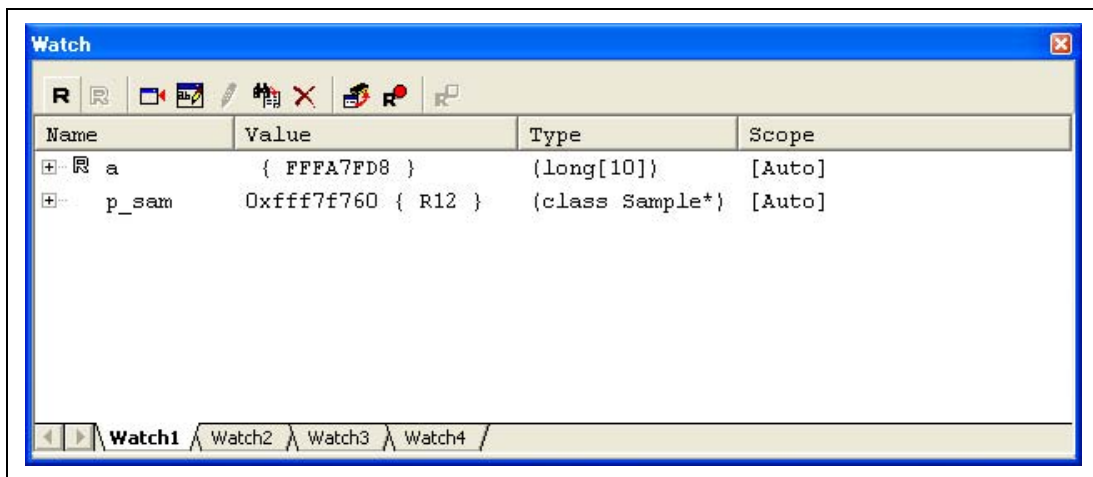 Watch
R R R R
Name Value Type Scope
R a { FFFA7FD8 } (long[10]) [Auto]
p_sam 0xfff7f760 { R12 } (class Sample*) [Auto]
Watch1 Watch2 Watch3 Watch4